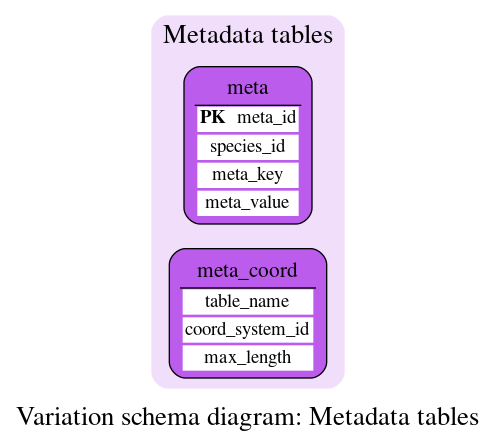 Metadata tables
meta
PK meta_id
species_id
meta_key
meta_value
meta_coord
table_name
coord_system_id
max_length
Variation schema diagram: Metadata tables